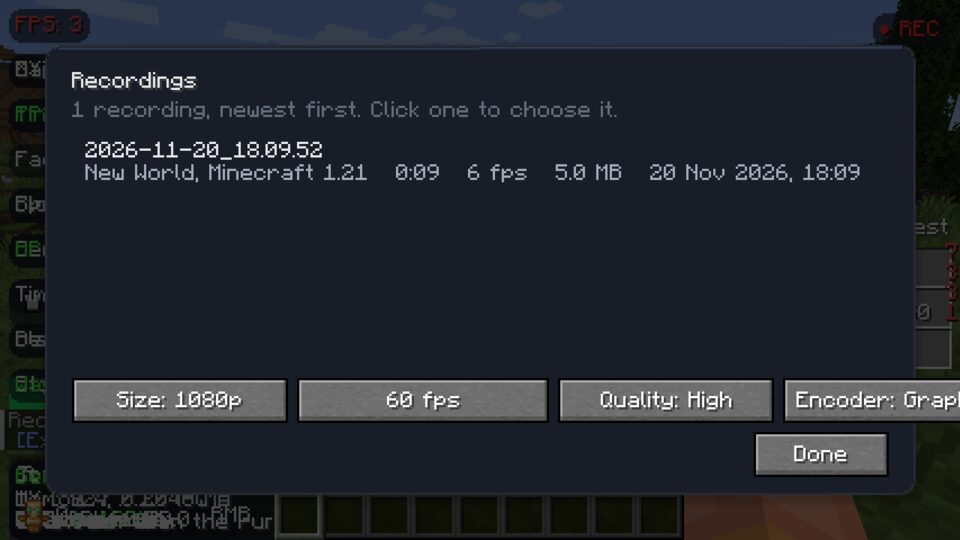 FPS: 3
REC
Recordings
1 recording, newest first. Click one to choose it.
2026-11-20_18.09.52
New World, Minecraft 1.21 0:09 6 fps 5.0 MB 20 Nov 2026, 18:09
Size: 1080p
60 fps
Quality: High
Encoder: Grap
Done